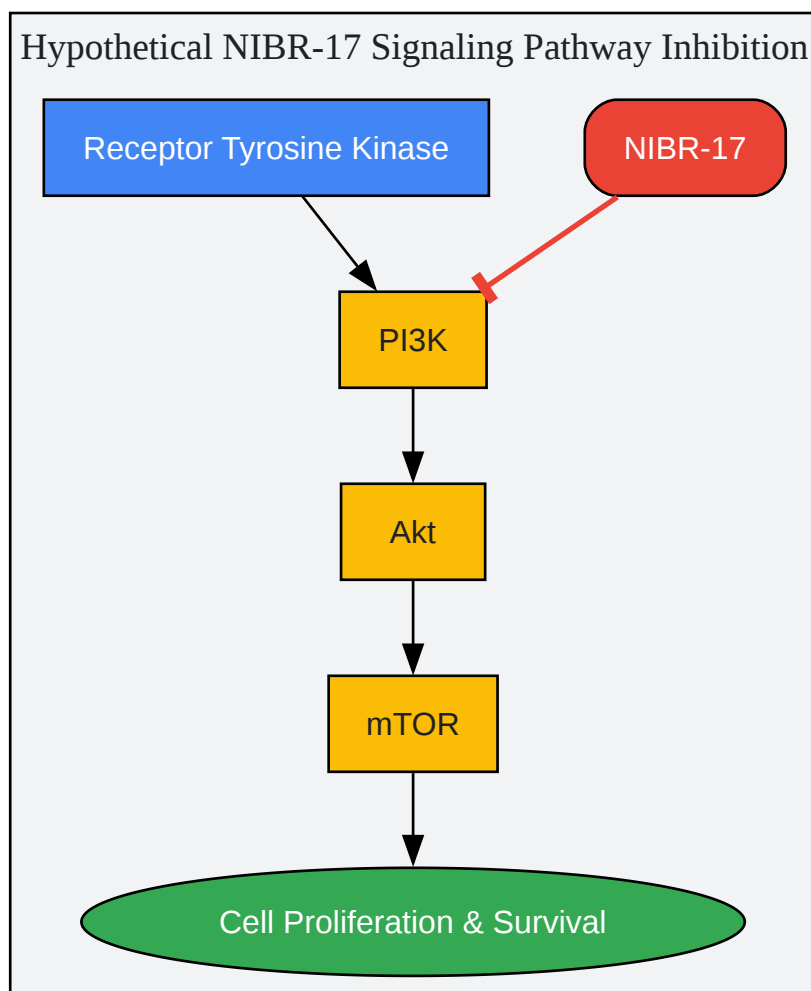 Hypothetical NIBR-17 Signaling Pathway Inhibition
Receptor Tyrosine Kinase
NIBR-17
PI3K
Akt
mTOR
Cell Proliferation & Survival